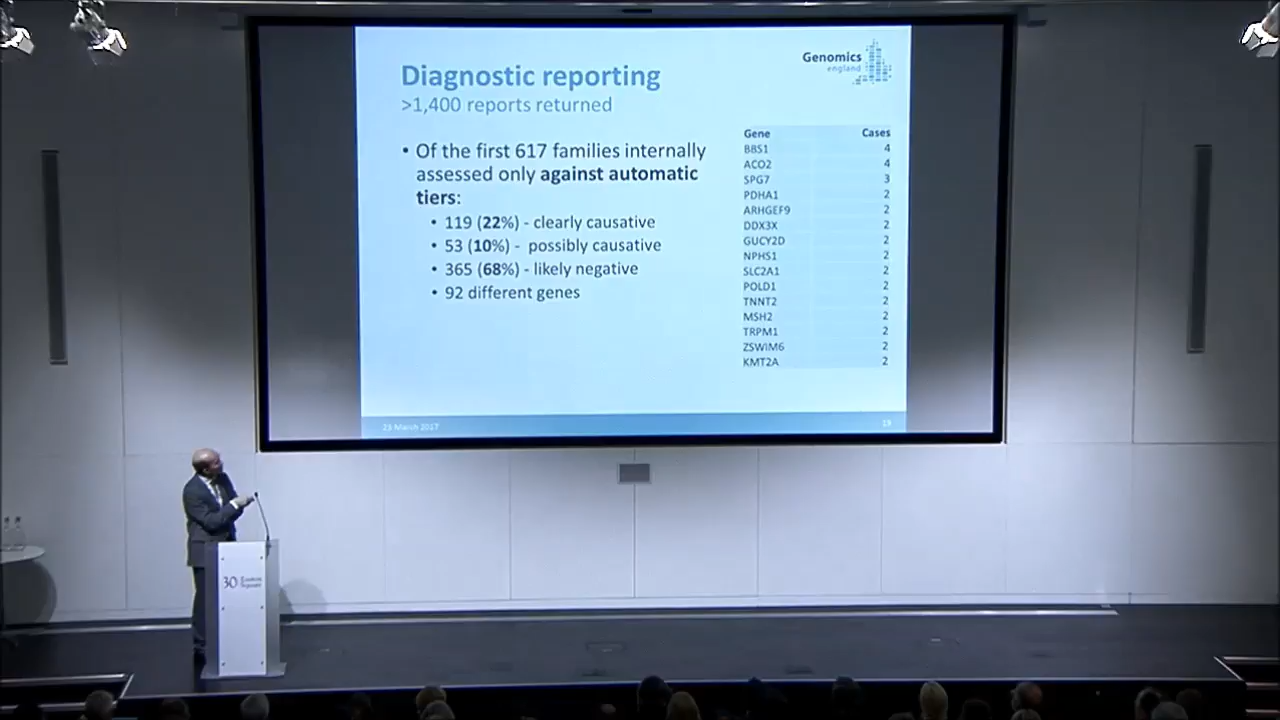 Diagnostic reporting
>1,400 reports returned
Genomics
england
• Of the first 617 families internally
assessed only against automatic
tiers:
• 119 (22%) - clearly causative
• 53 (10%) - possibly causative
• 365 (68%) - likely negative
• 92 different genes
Gene Cases
BBS1 4
ACO2 4
SPG7 3
PDHA1 2
ARHGEF9 2
DDX3X 2
GUCY2D 2
NPHS1 2
SLC2A1 2
POLD1 2
TNNT2 2
MSH2 2
TRPM1 2
ZSWIM6 2
KMT2A 2
23 March 2017
19
30